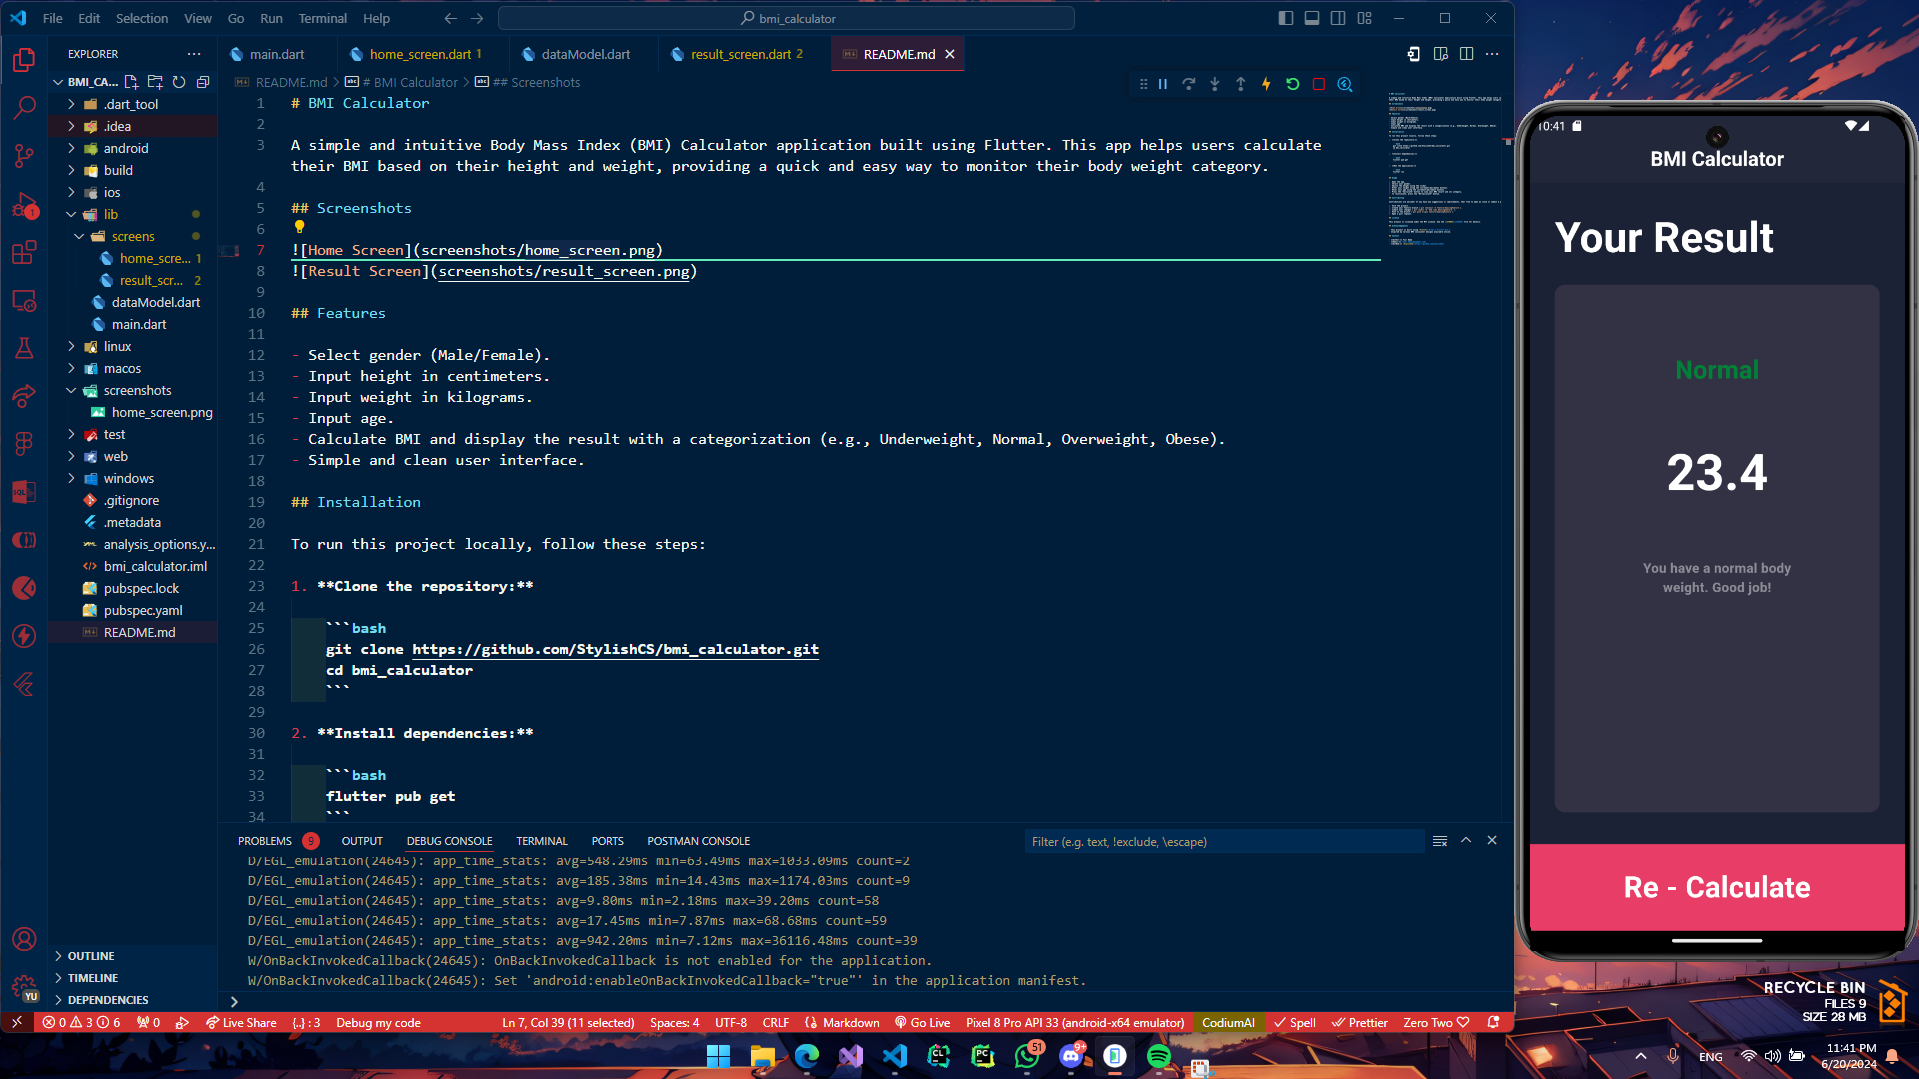 File Edit Selection View Go Run Terminal Help
bmi_calculator
EXPLORER
main.dart
home_screen.dart 1
dataModel.dart
result_screen.dart 2
README.md
BMI_CA...
README.md > # BMI Calculator > ## Screenshots
.dart_tool
.idea
android
build
ios
lib
screens
home_scre... 1
result_scr... 2
dataModel.dart
main.dart
linux
macos
screenshots
home_screen.png
test
web
windows
.gitignore
.metadata
analysis_options.y...
bmi_calculator.iml
pubspec.lock
pubspec.yaml
README.md
OUTLINE
TIMELINE
DEPENDENCIES
1 # BMI Calculator
2
3 A simple and intuitive Body Mass Index (BMI) Calculator application built using Flutter. This app helps users calculate
their BMI based on their height and weight, providing a quick and easy way to monitor their body weight category.
4
5 ## Screenshots
6
7 ![Home Screen](screenshots/home_screen.png)
8 ![Result Screen](screenshots/result_screen.png)
9
10 ## Features
11
12 - Select gender (Male/Female).
13 - Input height in centimeters.
14 - Input weight in kilograms.
15 - Input age.
16 - Calculate BMI and display the result with a categorization (e.g., Underweight, Normal, Overweight, Obese).
17 - Simple and clean user interface.
18
19 ## Installation
20
21 To run this project locally, follow these steps:
22
23 1. **Clone the repository:**
24
25 ```bash
26 git clone https://github.com/StylishCS/bmi_calculator.git
27 cd bmi_calculator
28 ```
29
30 2. **Install dependencies:**
31
32 ```bash
33 flutter pub get
34 ```
PROBLEMS 9 OUTPUT DEBUG CONSOLE TERMINAL PORTS POSTMAN CONSOLE
Filter (e.g. text, !exclude, \escape)
D/EGL_emulation(24645): app_time_stats: avg=548.29ms min=63.49ms max=1033.09ms count=2
D/EGL_emulation(24645): app_time_stats: avg=185.38ms min=14.43ms max=1174.03ms count=9
D/EGL_emulation(24645): app_time_stats: avg=9.80ms min=2.18ms max=39.20ms count=58
D/EGL_emulation(24645): app_time_stats: avg=17.45ms min=7.87ms max=68.68ms count=59
D/EGL_emulation(24645): app_time_stats: avg=942.20ms min=7.12ms max=36116.48ms count=39
W/OnBackInvokedCallback(24645): OnBackInvokedCallback is not enabled for the application.
W/OnBackInvokedCallback(24645): Set 'android:enableOnBackInvokedCallback="true"' in the application manifest.
YU
0 3 6 0 Live Share {..} : 3 Debug my code Ln 7, Col 39 (11 selected) Spaces: 4 UTF-8 CRLF Markdown Go Live Pixel 8 Pro API 33 (android-x64 emulator) CodiumAI Spell Prettier Zero Two
10:41
BMI Calculator
Your Result
Normal
23.4
You have a normal body
weight. Good job!
Re - Calculate
RECYCLE BIN
FILES 9
SIZE 28 MB
CL PC 51 9+
ENG
11:41 PM
6/20/2024